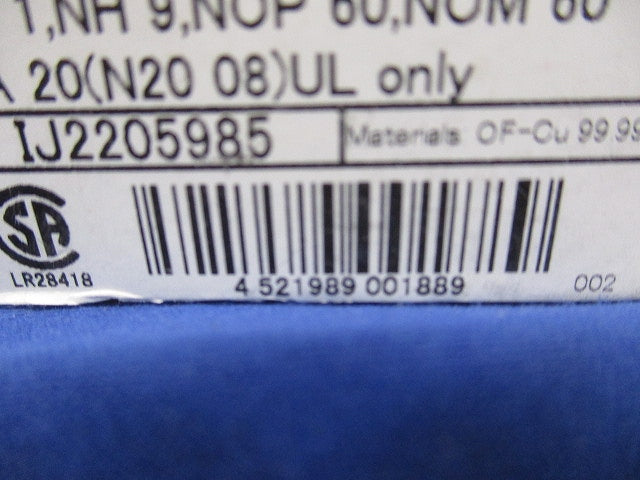 1,NH 9,NOP 60,NOM 60
A 20(N20 08)UL only
IJ2205985
Materials OF-Cu 99 99
SA
LR28418
4 521989 001889
002